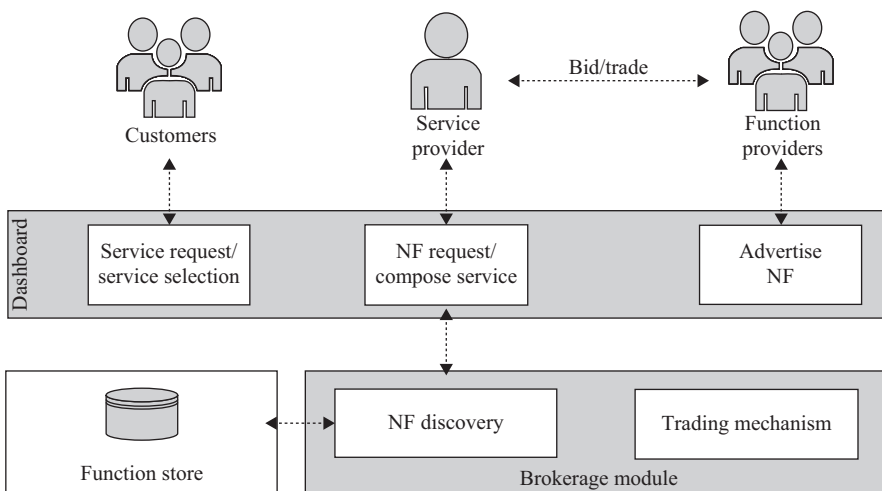 Bid/trade
Customers
Service
provider
Function
providers
Dashboard
Service request/
service selection
NF request/
compose service
Advertise
NF
Function store
NF discovery
Trading mechanism
Brokerage module